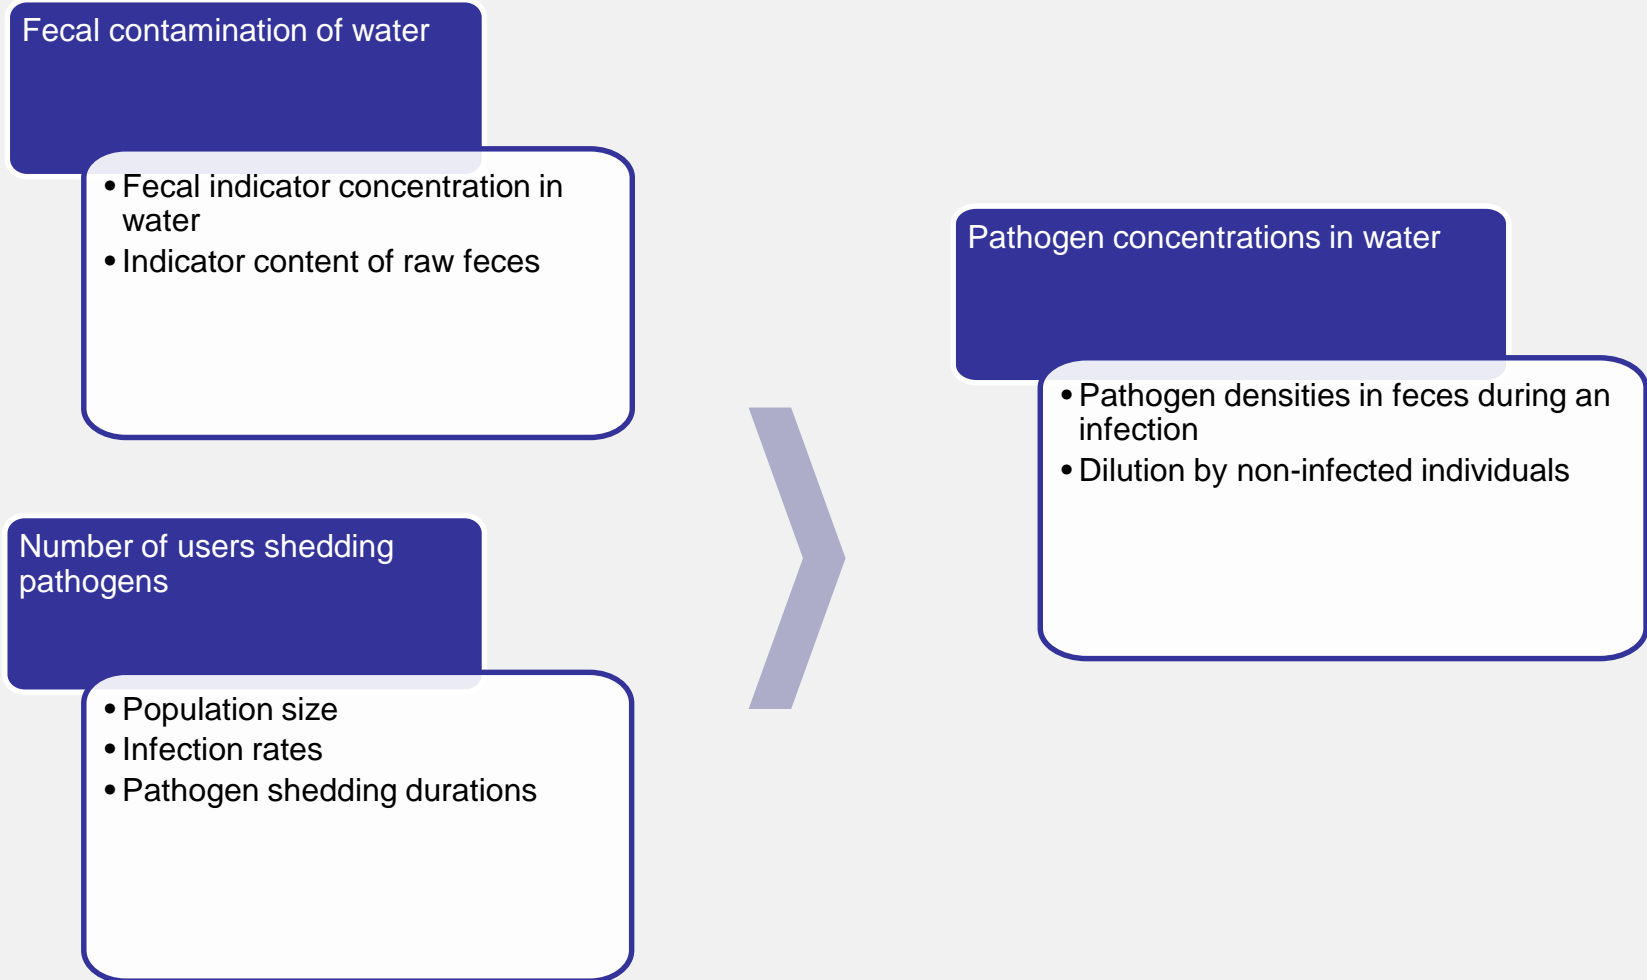 Fecal contamination of water
• Fecal indicator concentration in
water
• Indicator content of raw feces
Number of users shedding
pathogens
• Population size
• Infection rates
• Pathogen shedding durations
Pathogen concentrations in water
• Pathogen densities in feces during an
infection
• Dilution by non-infected individuals